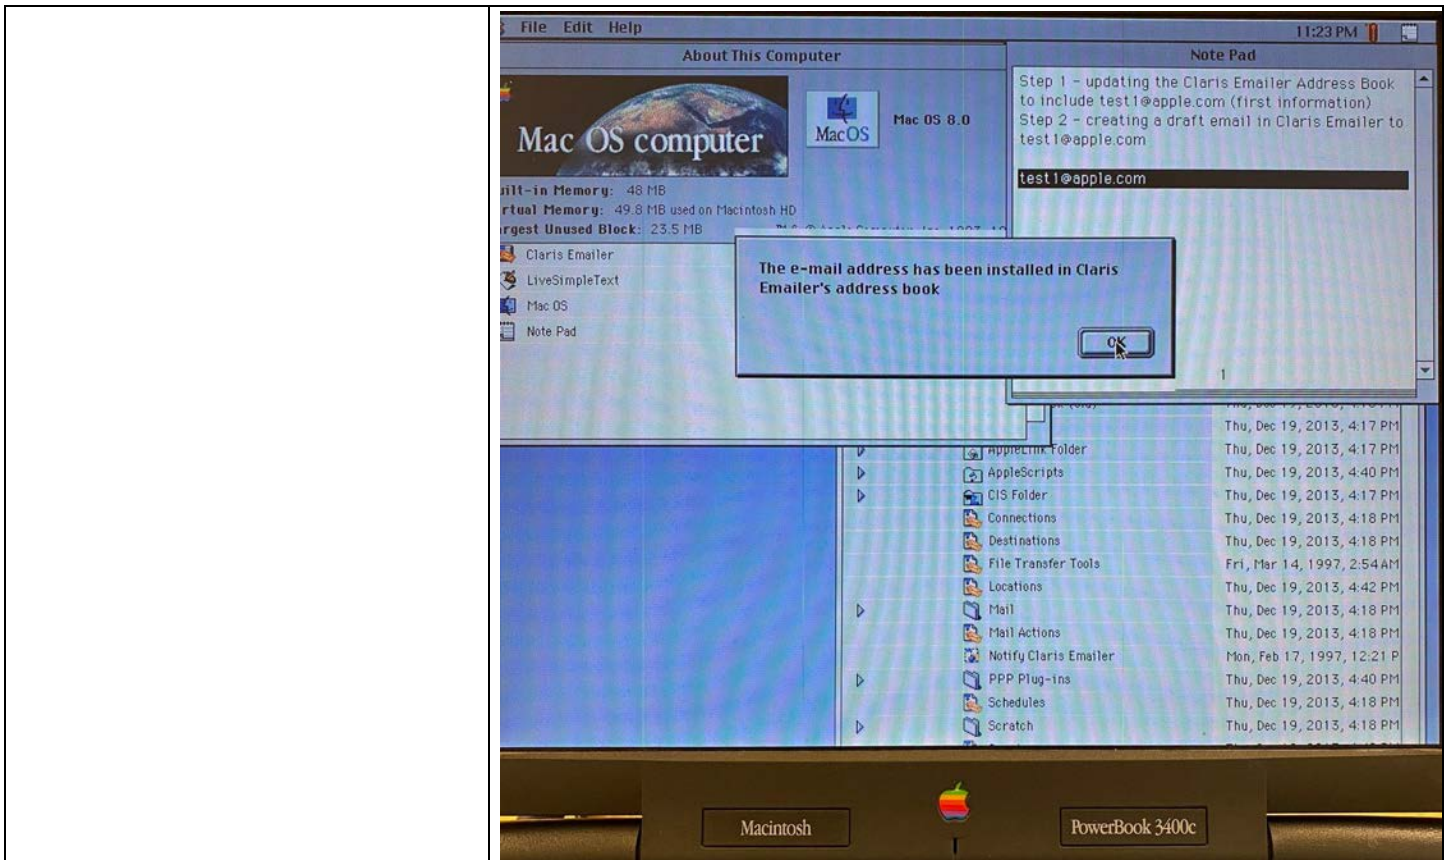 File Edit Help
11:23 PM
About This Computer
Mac OS computer
MacOS
Mac OS 8.0
uilt-in Memory: 48 MB
rtual Memory: 49.8 MB used on Macintosh HD
rgest Unused Block: 23.5 MB
Claris Emailer
LiveSimpleText
Mac OS
Note Pad
Note Pad
Step 1 - updating the Claris Emailer Address Book
to include test1@apple.com (first information)
Step 2 - creating a draft email in Claris Emailer to
test1@apple.com
test1@apple.com
1
The e-mail address has been installed in Claris
Emailer's address book
OK
Thu, Dec 19, 2013, 4:17 PM
AppleLink Folder Thu, Dec 19, 2013, 4:17 PM
AppleScripts Thu, Dec 19, 2013, 4:40 PM
CIS Folder Thu, Dec 19, 2013, 4:17 PM
Connections Thu, Dec 19, 2013, 4:18 PM
Destinations Thu, Dec 19, 2013, 4:18 PM
File Transfer Tools Fri, Mar 14, 1997, 2:54 AM
Locations Thu, Dec 19, 2013, 4:42 PM
Mail Thu, Dec 19, 2013, 4:18 PM
Mail Actions Thu, Dec 19, 2013, 4:18 PM
Notify Claris Emailer Mon, Feb 17, 1997, 12:21 P
PPP Plug-ins Thu, Dec 19, 2013, 4:40 PM
Schedules Thu, Dec 19, 2013, 4:18 PM
Scratch Thu, Dec 19, 2013, 4:18 PM
Macintosh
PowerBook 3400c